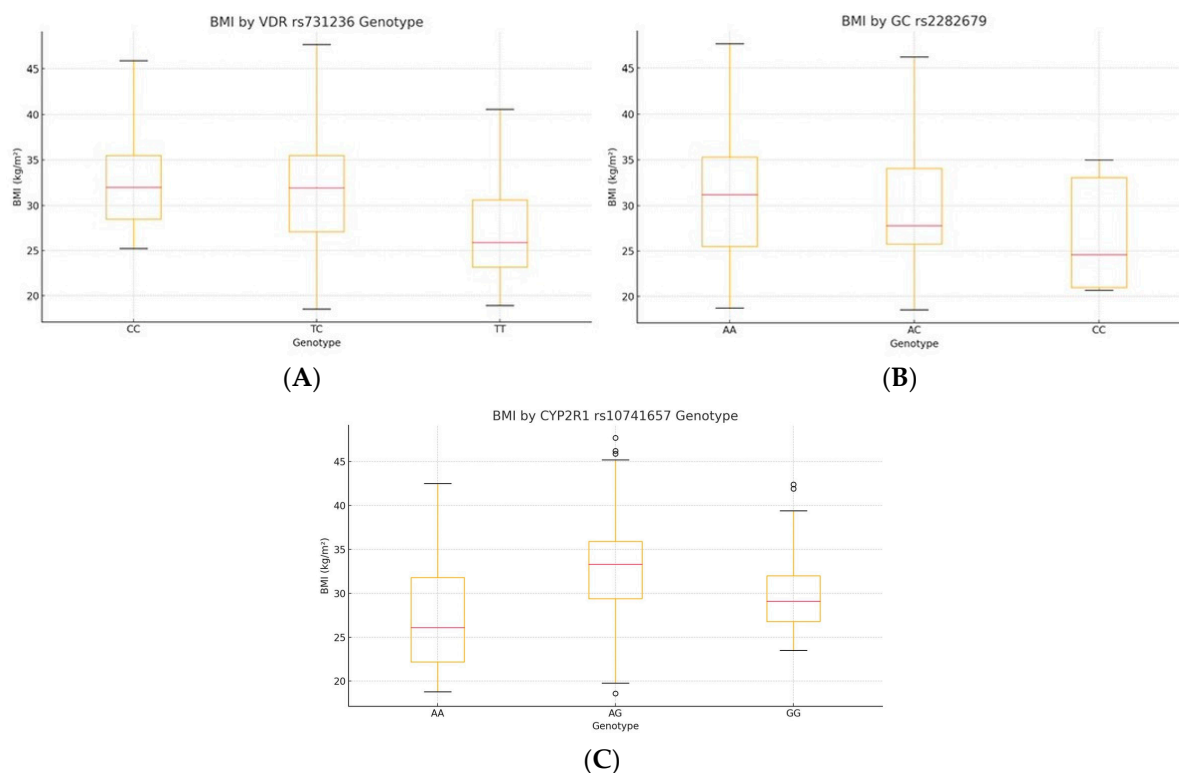 BMI by VDR rs731236 Genotype
45
40
35
30
25
20
BMI (kg/m²)
CC TC TT
Genotype
(A)
BMI by GC rs2282679
45
40
35
30
25
20
BMI (kg/m²)
AA AC CC
Genotype
(B)
BMI by CYP2R1 rs10741657 Genotype
45
40
35
30
25
20
BMI (kg/m²)
AA AG GG
Genotype
(C)